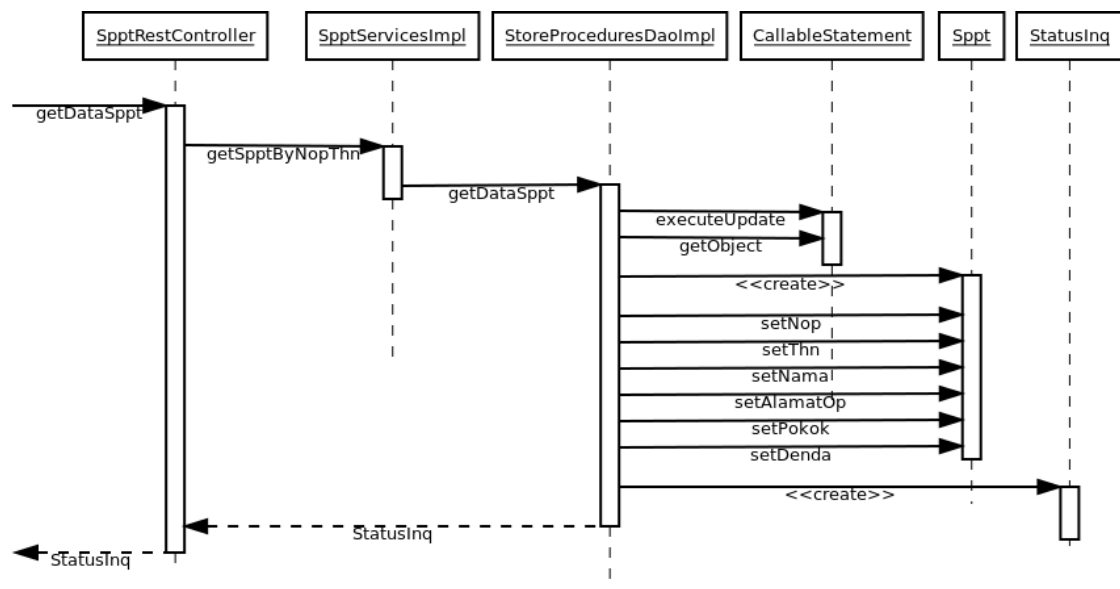 SpptRestController
SpptServicesImpl
StoreProceduresDaoImpl
CallableStatement
Sppt
StatusInq
getDataSppt
getSpptByNopThn
getDataSppt
executeUpdate
getObject
<<create>>
setNop
setThn
setNama
setAlamatOp
setPokok
setDenda
<<create>>
StatusInq
StatusInq